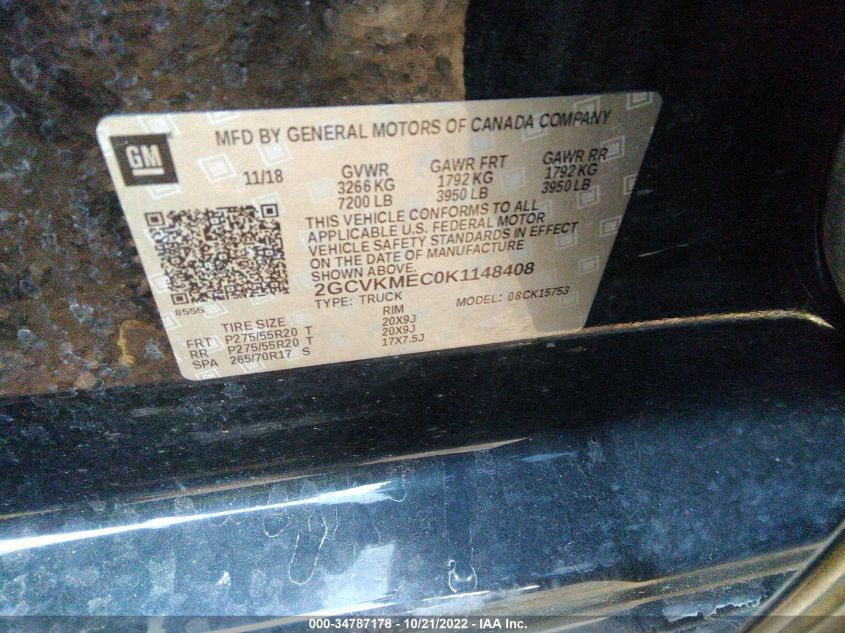 MFD BY GENERAL MOTORS OF CANADA COMPANY
GM
11/18 GVWR GAWR FRT GAWR RR
3266 KG 1792 KG 1792 KG
7200 LB 3950 LB 3950 LB
THIS VEHICLE CONFORMS TO ALL
APPLICABLE U.S. FEDERAL MOTOR
VEHICLE SAFETY STANDARDS IN EFFECT
ON THE DATE OF MANUFACTURE
SHOWN ABOVE.
2GCVKMEC0K1148408
8555 TYPE: TRUCK MODEL: 08CK15753
TIRE SIZE RIM
FRT P275/55R20 T 20X9J
RR P275/55R20 T 20X9J
SPA 265/70R17 S 17X7.5J
000-34787178 - 10/21/2022 - IAA Inc.